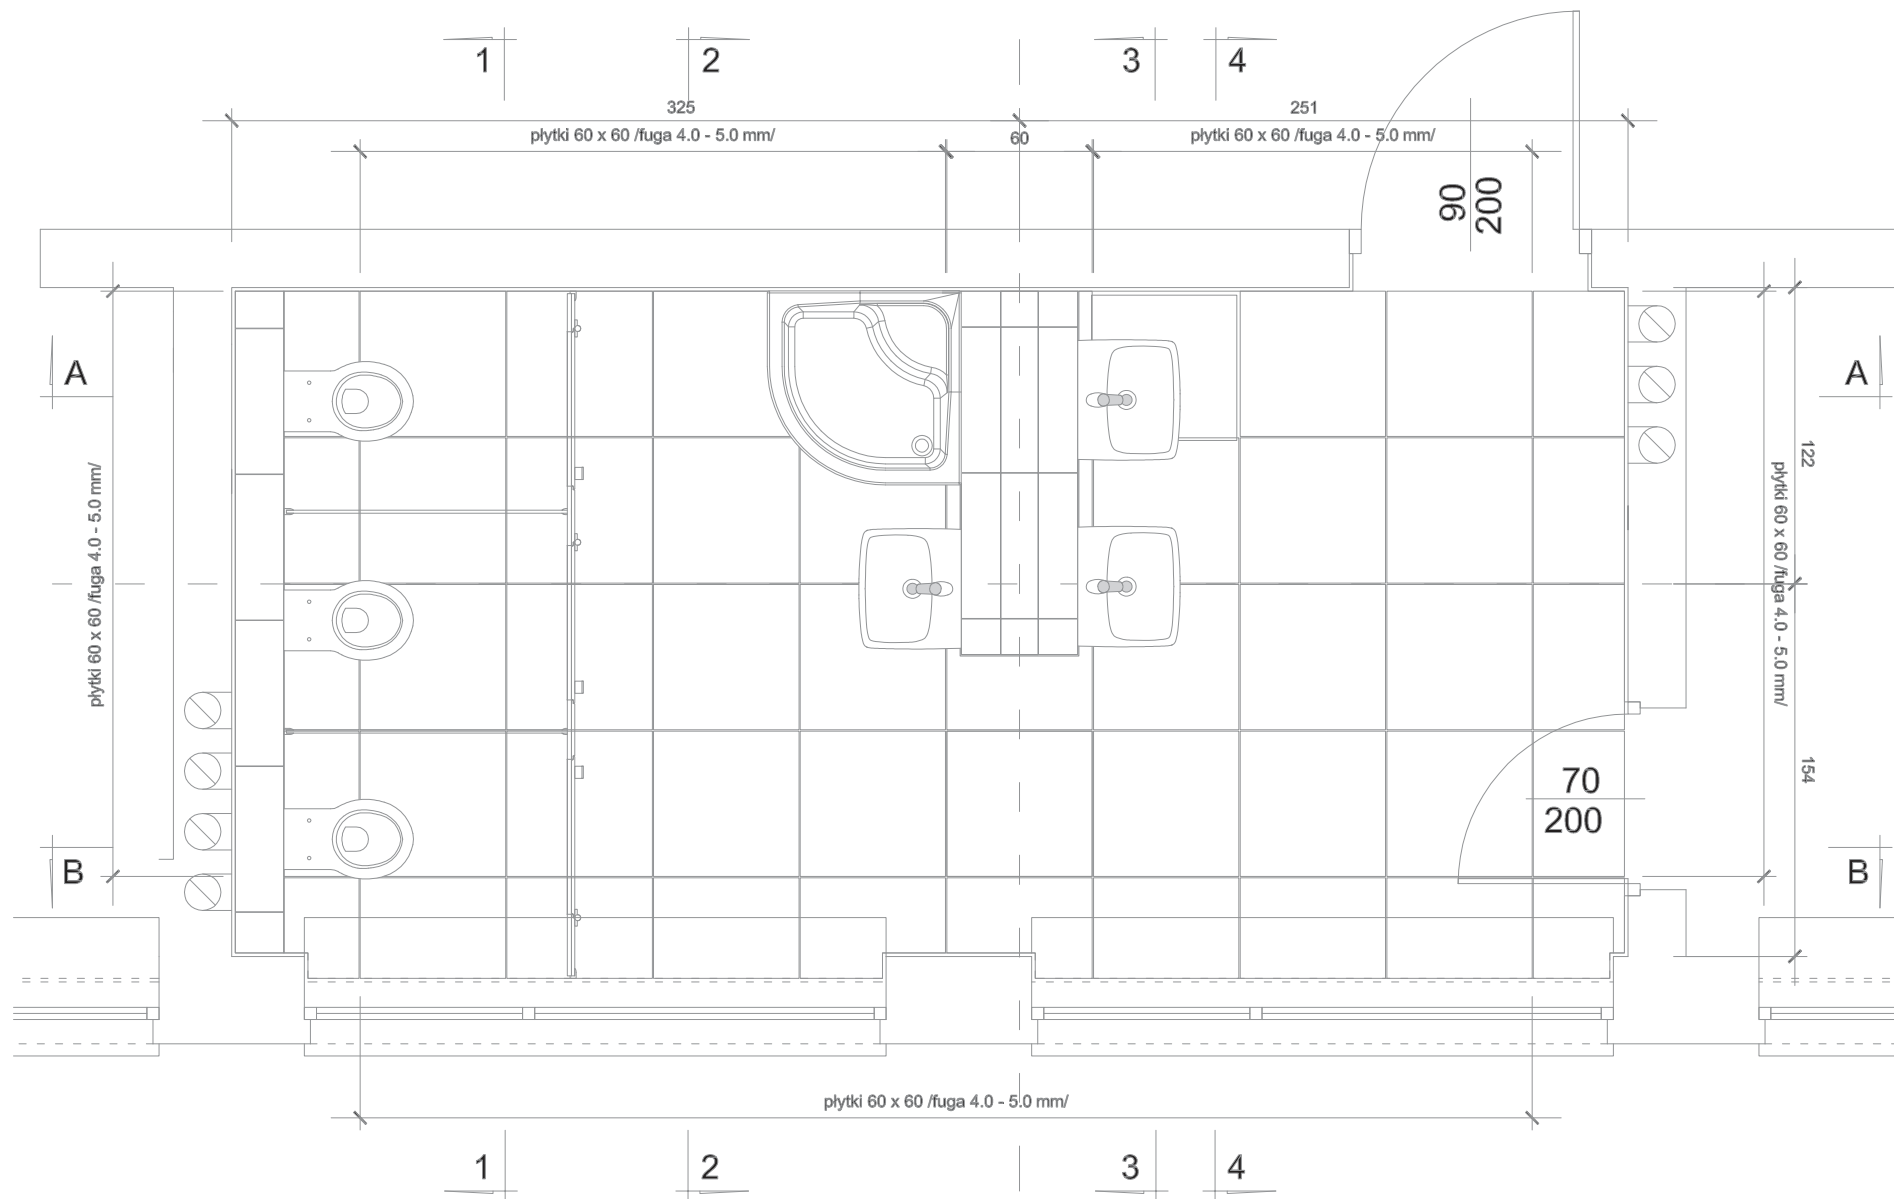 1 2 3 4
325 251
płytki 60 x 60 /fuga 4.0 - 5.0 mm/ 60 płytki 60 x 60 /fuga 4.0 - 5.0 mm/
90
200
A A
122
płytki 60 x 60 /fuga 4.0 - 5.0 mm/
płytki 60 x 60 /fuga 4.0 - 5.0 mm/
154
70
200
B B
płytki 60 x 60 /fuga 4.0 - 5.0 mm/
1 2 3 4